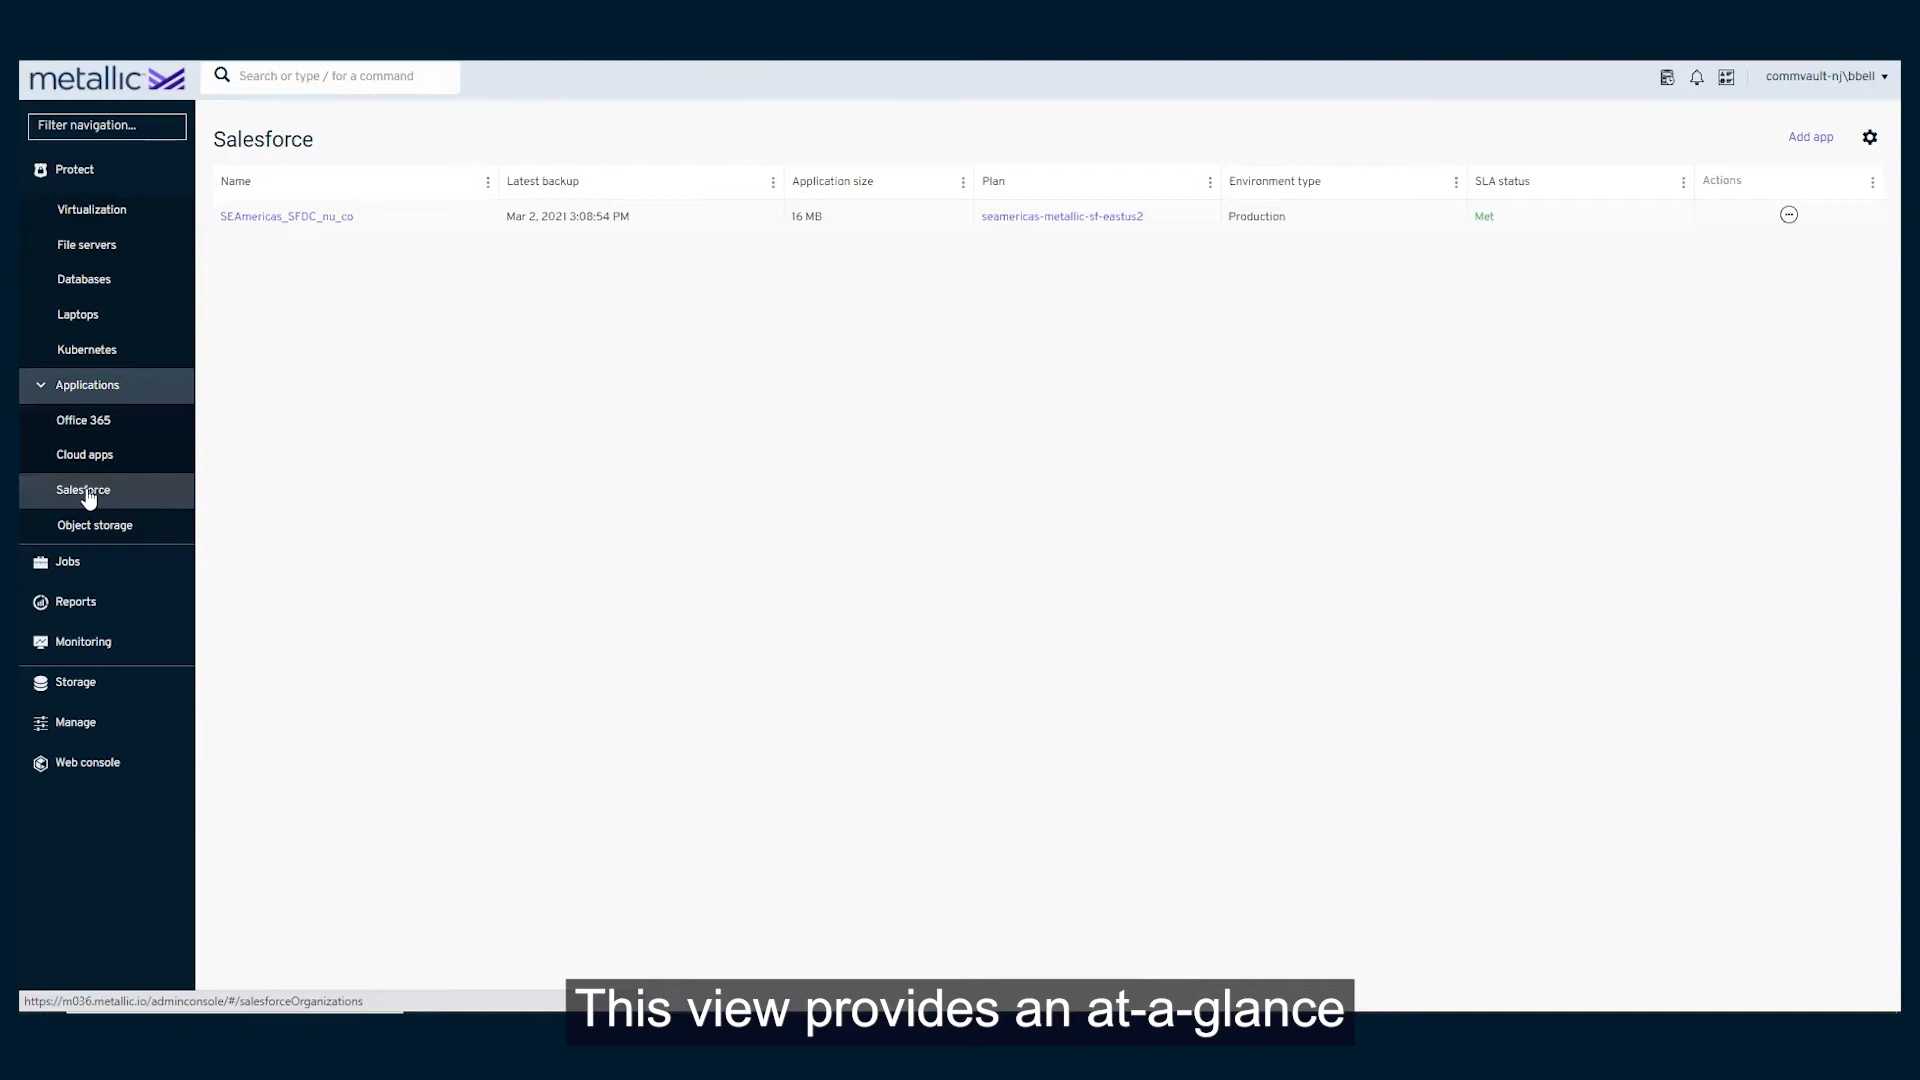 metallic
Search or type / for a command
commvault-nj\bbell
Filter navigation...
Protect
Virtualization
File servers
Databases
Laptops
Kubernetes
Applications
Office 365
Cloud apps
Salesforce
Object storage
Jobs
Reports
Monitoring
Storage
Manage
Web console
Salesforce
Add app
Name Latest backup Application size Plan Environment type SLA status Actions
SEAmericas_SFDC_nu_co Mar 2, 2021 3:08:54 PM 16 MB seamericas-metallic-sf-eastus2 Production Met
https://m036.metallic.io/adminconsole/#/salesforceOrganizations
This view provides an at-a-glance